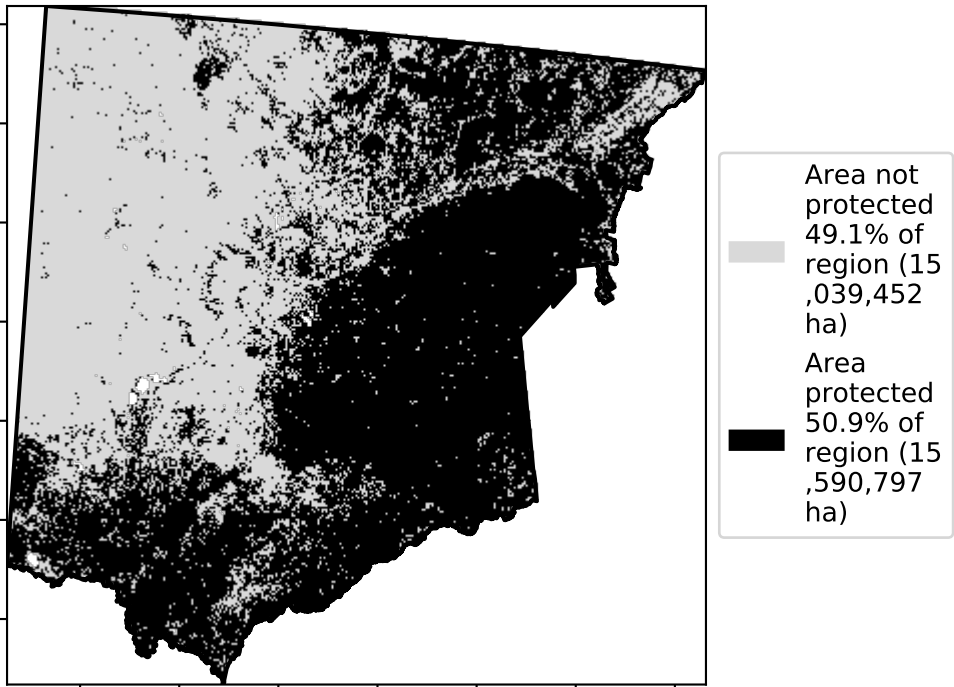 Area not
protected
49.1% of
region (15
,039,452
ha)
Area
protected
50.9% of
region (15
,590,797
ha)